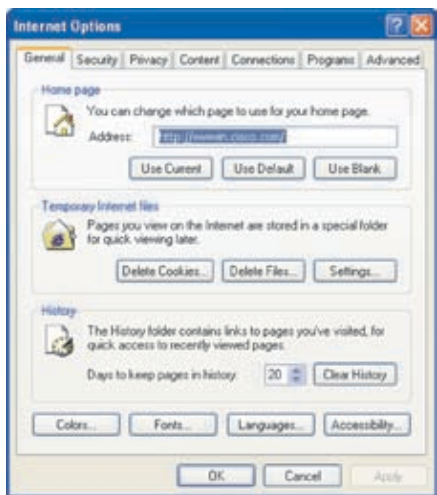 Internet Options
General Security Privacy Content Connections Programs Advanced
Home page
You can change which page to use for your home page.
Address:
Use Current Use Default Use Blank
Temporary Internet files
Pages you view on the Internet are stored in a special folder
for quick viewing later.
Delete Cookies... Delete Files... Settings...
History
The History folder contains links to pages you've visited, for
quick access to recently viewed pages.
Days to keep pages in history: 20 Clear History
Colors... Fonts... Languages... Accessibility...
OK Cancel Apply